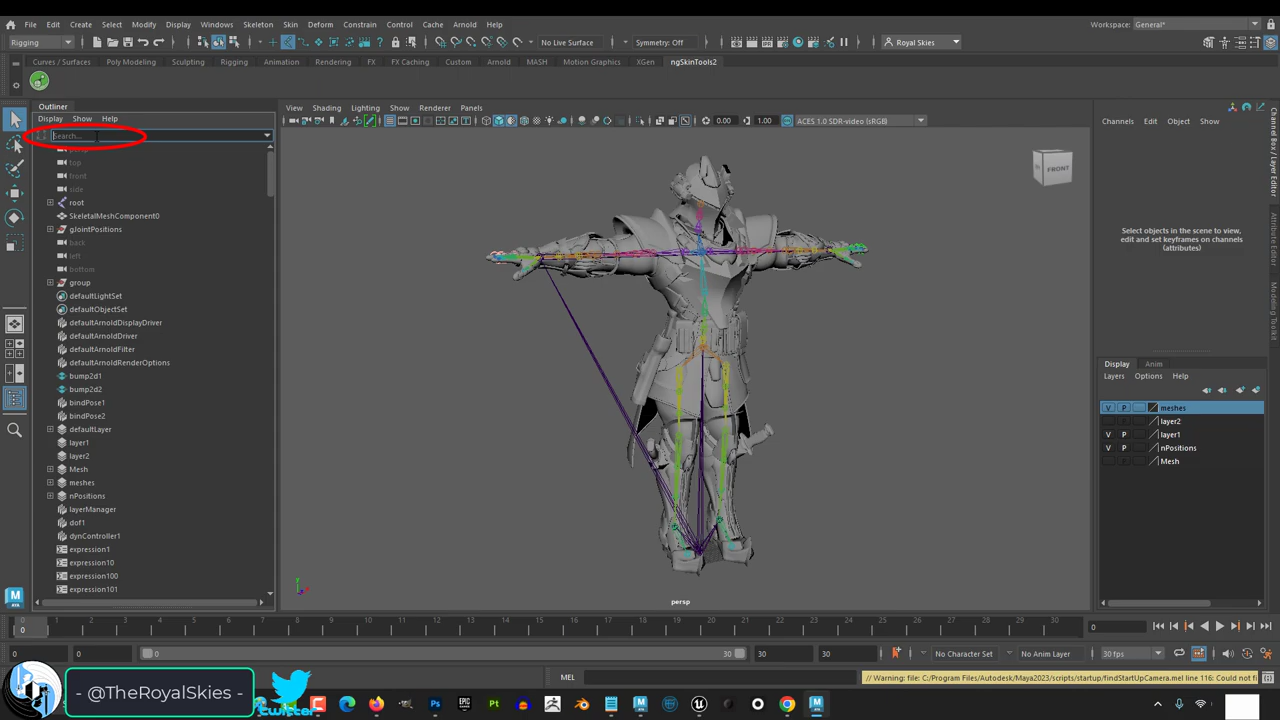 File Edit Create Select Modify Display Windows Skeleton Skin Deform Constrain Control Cache Arnold Help
Workspace: General*
Rigging
No Live Surface
Symmetry: Off
Royal Skies
Curves / Surfaces Poly Modeling Sculpting Rigging Animation Rendering FX FX Caching Custom Arnold MASH Motion Graphics XGen ngSkinTools2
Outliner
Display Show Help
Search...
top
front
side
root
SkeletalMeshComponent0
gJointPositions
back
left
bottom
group
defaultLightSet
defaultObjectSet
defaultArnoldDisplayDriver
defaultArnoldDriver
defaultArnoldFilter
defaultArnoldRenderOptions
bump2d1
bump2d2
bindPose1
bindPose2
defaultLayer
layer1
layer2
Mesh
meshes
nPositions
layerManager
dof1
dynController1
expression1
expression10
expression100
expression101
View Shading Lighting Show Renderer Panels
0.00
1.00
ACES 1.0 SDR-video (sRGB)
FRONT
persp
Channels Edit Object Show
Select objects in the scene to view,
edit and set keyframes on channels
(attributes)
Display Anim
Layers Options Help
V P meshes
layer2
V P layer1
V P nPositions
Mesh
Channel Box / Layer Editor
Attribute Editor
Modeling Toolkit
0 1 2 3 4 5 6 7 8 9 10 11 12 13 14 15 16 17 18 19 20 21 22 23 24 25 26 27 28 29 30
0
0
0
0
0
30
30
30
No Character Set
No Anim Layer
30 fps
MEL
// Warning: file: C:/Program Files/Autodesk/Maya2023/scripts/startup/findStartUpCamera.mel line 116: Could not fi
- @TheRoyalSkies -
Twitter